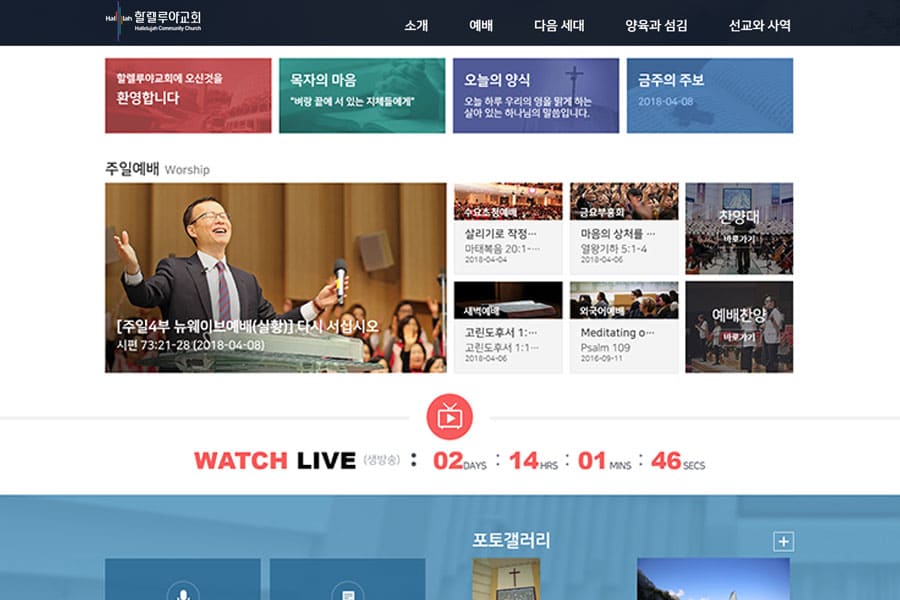 Hallelujah 할렐루야교회
Hallelujah Community Church
소개 예배 다음 세대 양육과 섬김 선교와 사역
할렐루야교회에 오신것을
환영합니다
목자의 마음
"벼랑 끝에 서 있는 지체들에게"
오늘의 양식
오늘 하루 우리의 영을 맑게 하는
살아 있는 하나님의 말씀입니다.
금주의 주보
2018-04-08
주일예배 Worship
[주일4부 뉴웨이브예배(실황)] 다시 서십시오
시편 73:21-28 (2018-04-08)
수요초청예배
살리기로 작정…
마태복음 20:1-…
2018-04-04
금요부흥회
마음의 상처를 …
열왕기하 5:1-4
2018-04-06
찬양대
바로가기
새벽예배
고린도후서 1:…
고린도후서 1:1…
2018-04-06
외국어예배
Meditating o…
Psalm 109
2016-09-11
예배찬양
바로가기
WATCH LIVE (생방송) : 02DAYS : 14HRS : 01MINS : 46SECS
포토갤러리